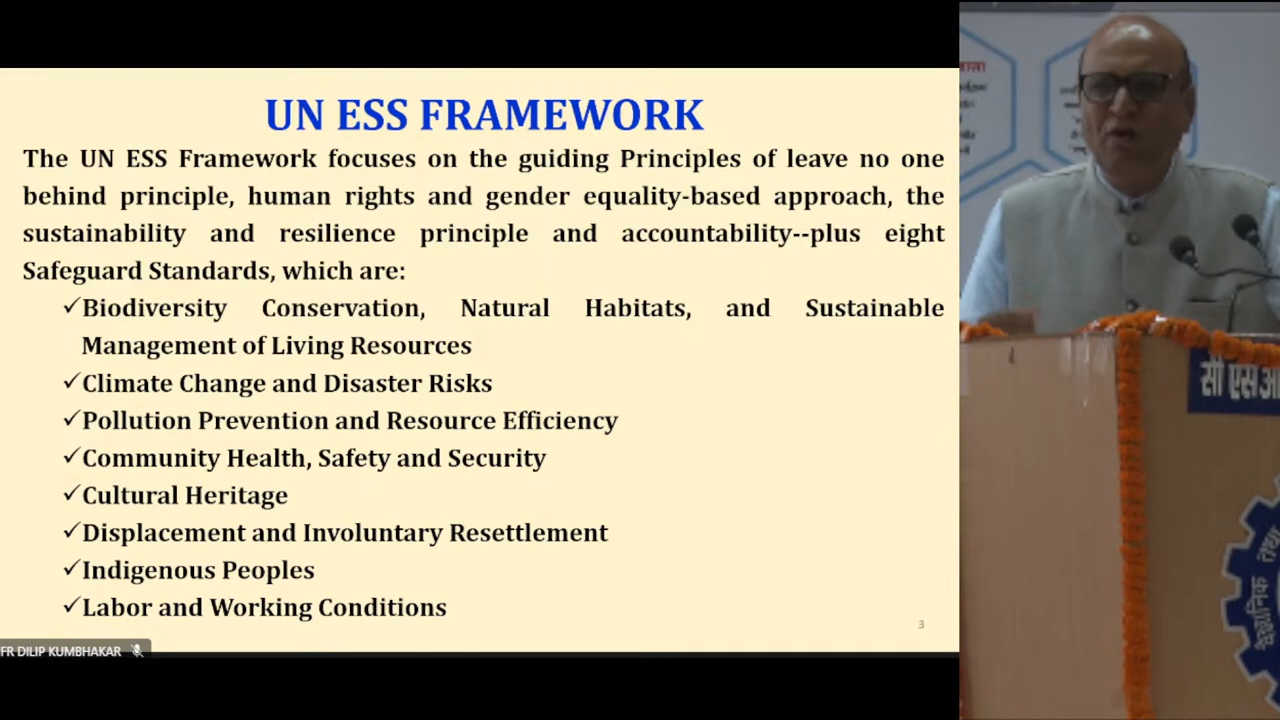 UN ESS FRAMEWORK
The UN ESS Framework focuses on the guiding Principles of leave no one
behind principle, human rights and gender equality-based approach, the
sustainability and resilience principle and accountability--plus eight
Safeguard Standards, which are:
✓Biodiversity Conservation, Natural Habitats, and Sustainable
Management of Living Resources
✓Climate Change and Disaster Risks
✓Pollution Prevention and Resource Efficiency
✓Community Health, Safety and Security
✓Cultural Heritage
✓Displacement and Involuntary Resettlement
✓Indigenous Peoples
✓Labor and Working Conditions
3
FR DILIP KUMBHAKAR
सी एस आ